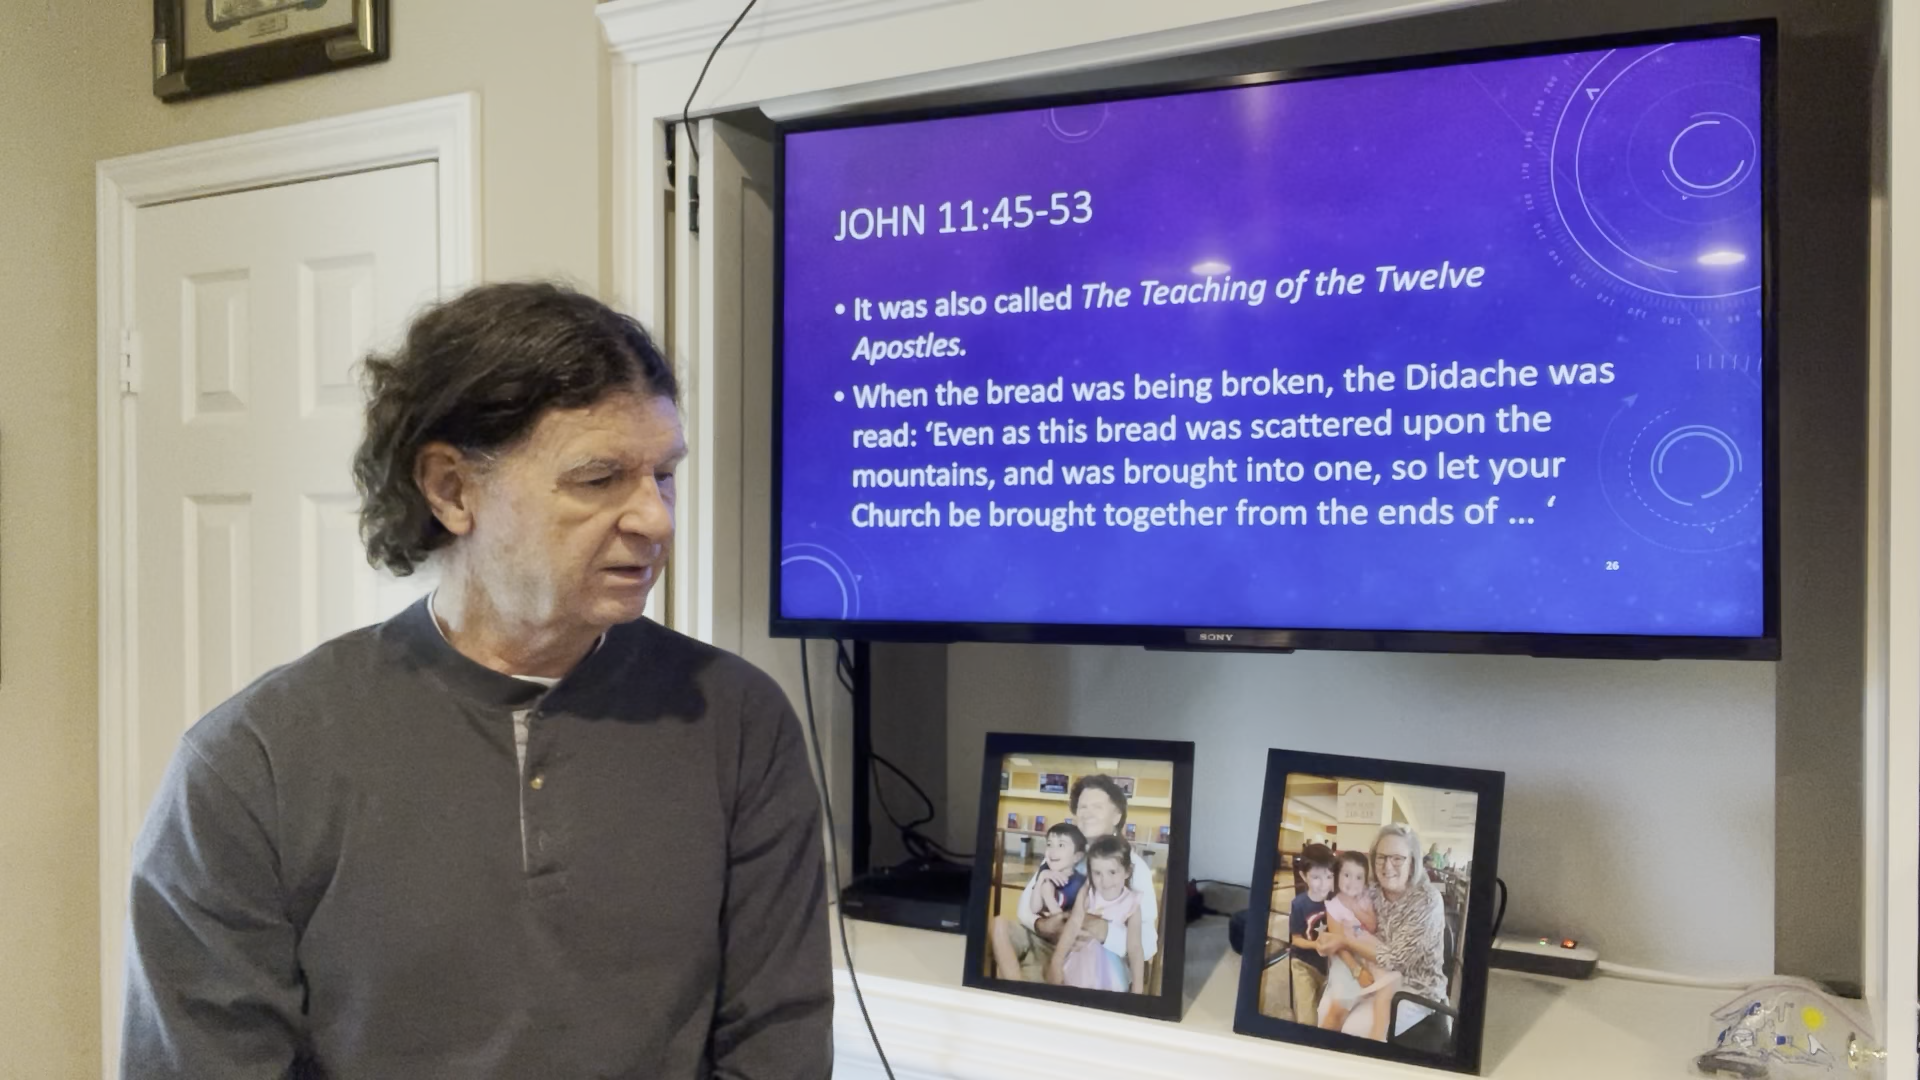 JOHN 11:45-53
• It was also called The Teaching of the Twelve
Apostles.
• When the bread was being broken, the Didache was
read: ‘Even as this bread was scattered upon the
mountains, and was brought into one, so let your
Church be brought together from the ends of ... ‘
26
SONY